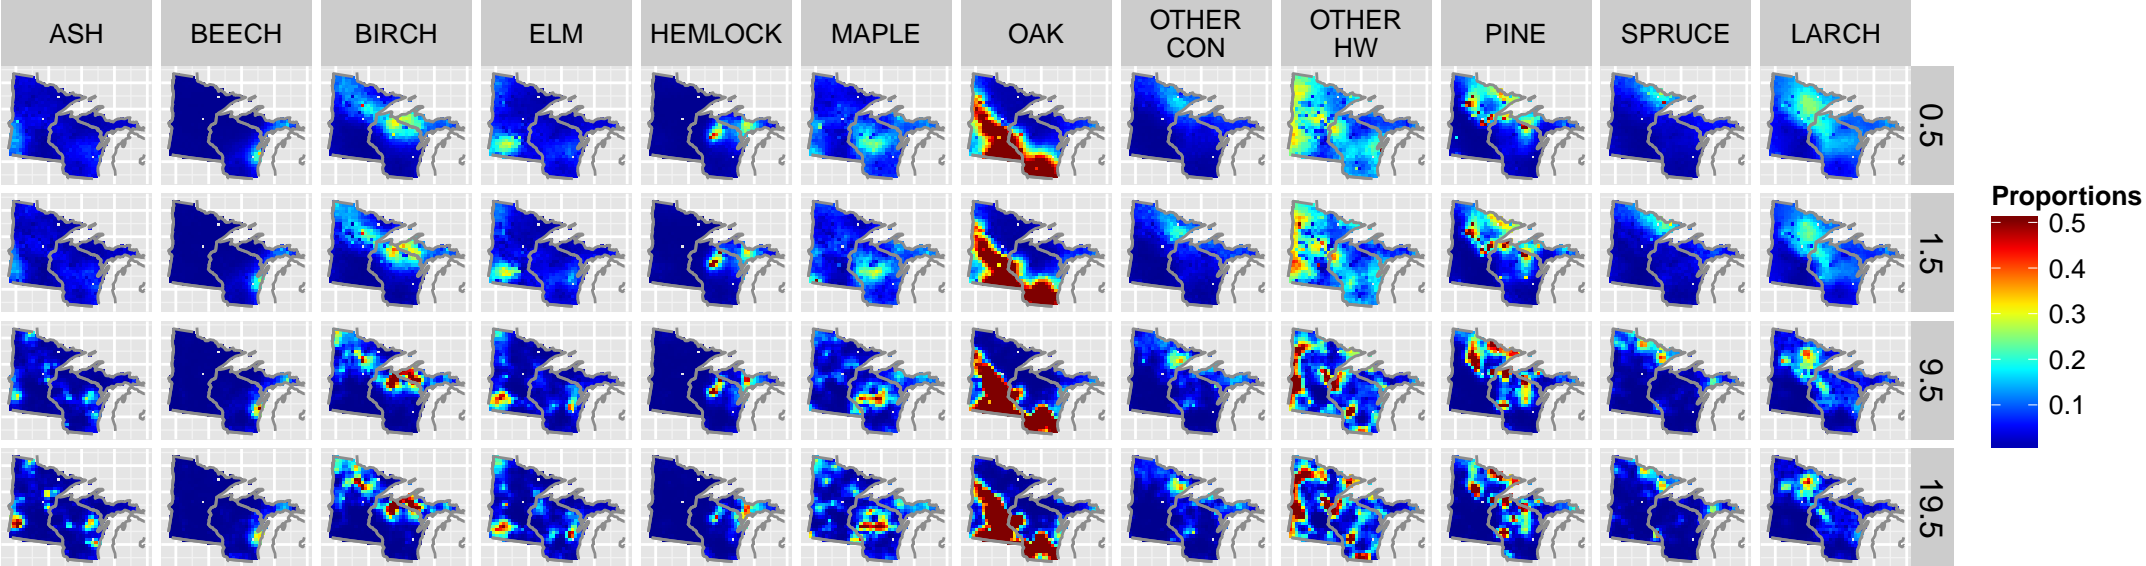 ASH
BEECH
BIRCH
ELM
HEMLOCK
MAPLE
OAK
OTHER
CON
OTHER
HW
PINE
SPRUCE
LARCH
0.5
1.5
9.5
19.5
Proportions
0.5
0.4
0.3
0.2
0.1